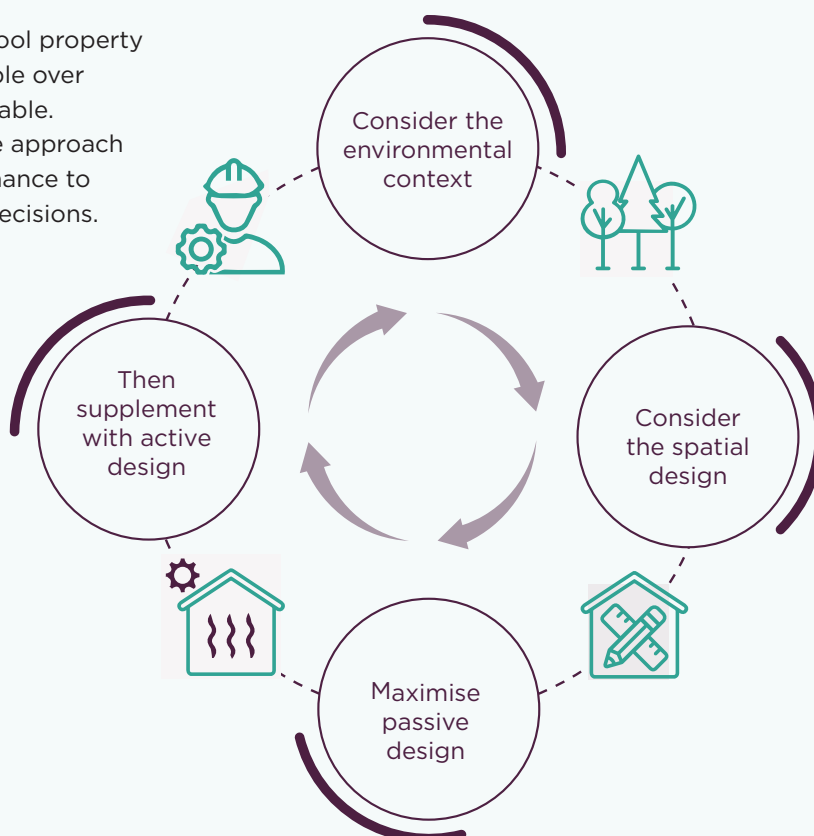 ool property
ple over
able.
e approach
nance to
ecisions.
Consider the
environmental
context
Consider
the spatial
design
Maximise
passive
design
Then
supplement
with active
design